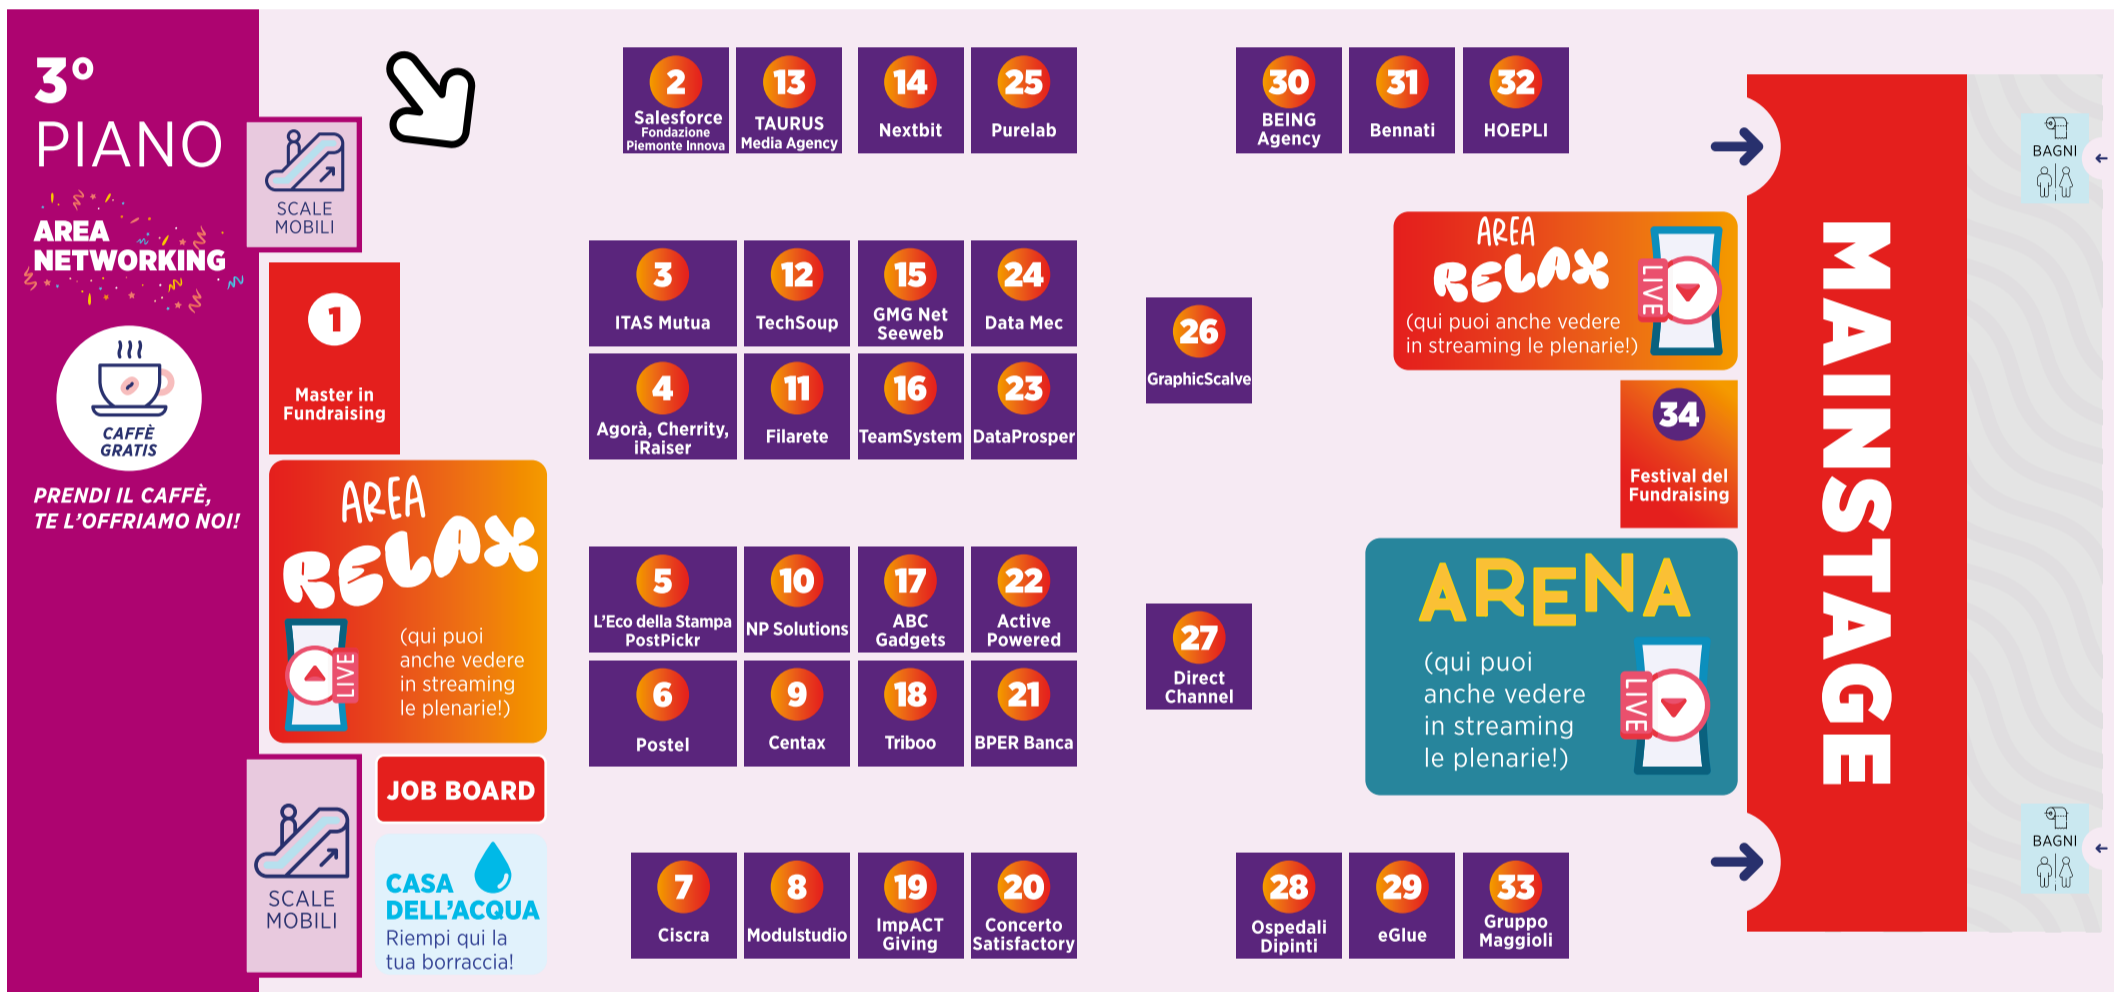 3°
PIANO
AREA
NETWORKING
CAFFÈ
GRATIS
PRENDI IL CAFFÈ,
TE L'OFFRIAMO NOI!
SCALE
MOBILI
1
Master in
Fundraising
AREA
RELAX
(qui puoi
anche vedere
in streaming
le plenarie!)
LIVE
JOB BOARD
SCALE
MOBILI
CASA
DELL'ACQUA
Riempi qui la
tua borraccia!
2
Salesforce
Fondazione
Piemonte Innova
13
TAURUS
Media Agency
14
Nextbit
25
Purelab
3
ITAS Mutua
12
TechSoup
15
GMG Net
Seeweb
24
Data Mec
4
Agorà, Cherrity,
iRaiser
11
Filarete
16
TeamSystem
23
DataProsper
5
L'Eco della Stampa
PostPickr
10
NP Solutions
17
ABC
Gadgets
22
Active
Powered
6
Postel
9
Centax
18
Triboo
21
BPER Banca
7
Ciscra
8
Modulstudio
19
ImpACT
Giving
20
Concerto
Satisfactory
26
GraphicScalve
27
Direct
Channel
30
BEING
Agency
31
Bennati
32
HOEPLI
AREA
RELAX
(qui puoi anche vedere
in streaming le plenarie!)
LIVE
34
Festival del
Fundraising
ARENA
(qui puoi
anche vedere
in streaming
le plenarie!)
LIVE
28
Ospedali
Dipinti
29
eGlue
33
Gruppo
Maggioli
MAINSTAGE
BAGNI
BAGNI